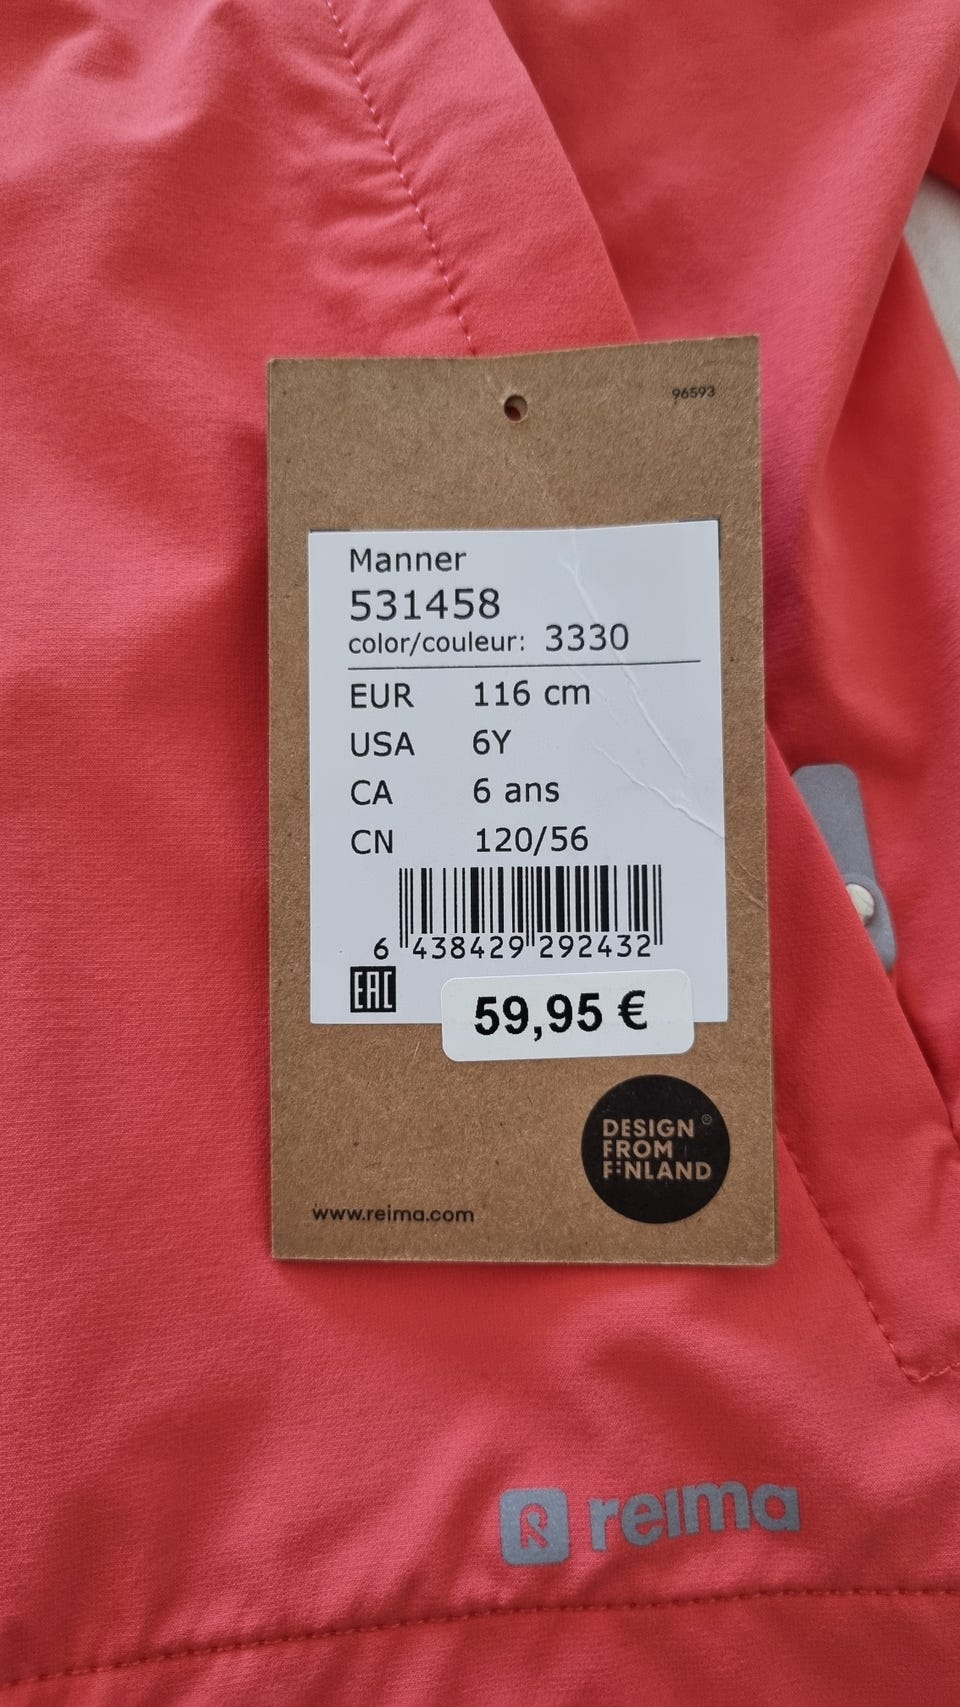 96593
Manner
531458
color/couleur: 3330
EUR 116 cm
USA 6Y
CA 6 ans
CN 120/56
6 438429 292432
EAC
59,95 €
DESIGN ®
FROM
FINLAND
www.reima.com
R reima